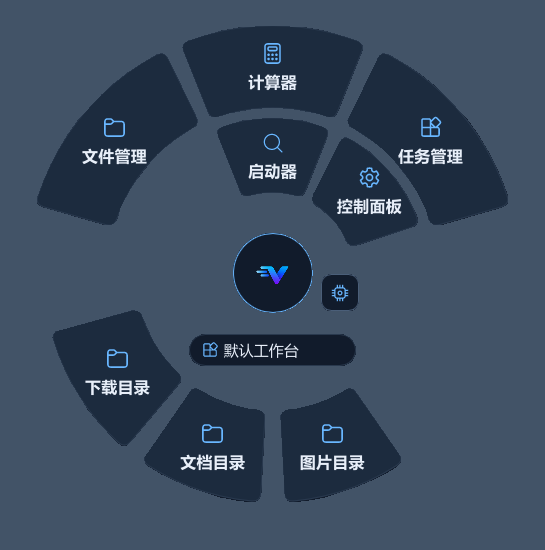 计算器
文件管理
任务管理
启动器
控制面板
默认工作台
下载目录
文档目录
图片目录